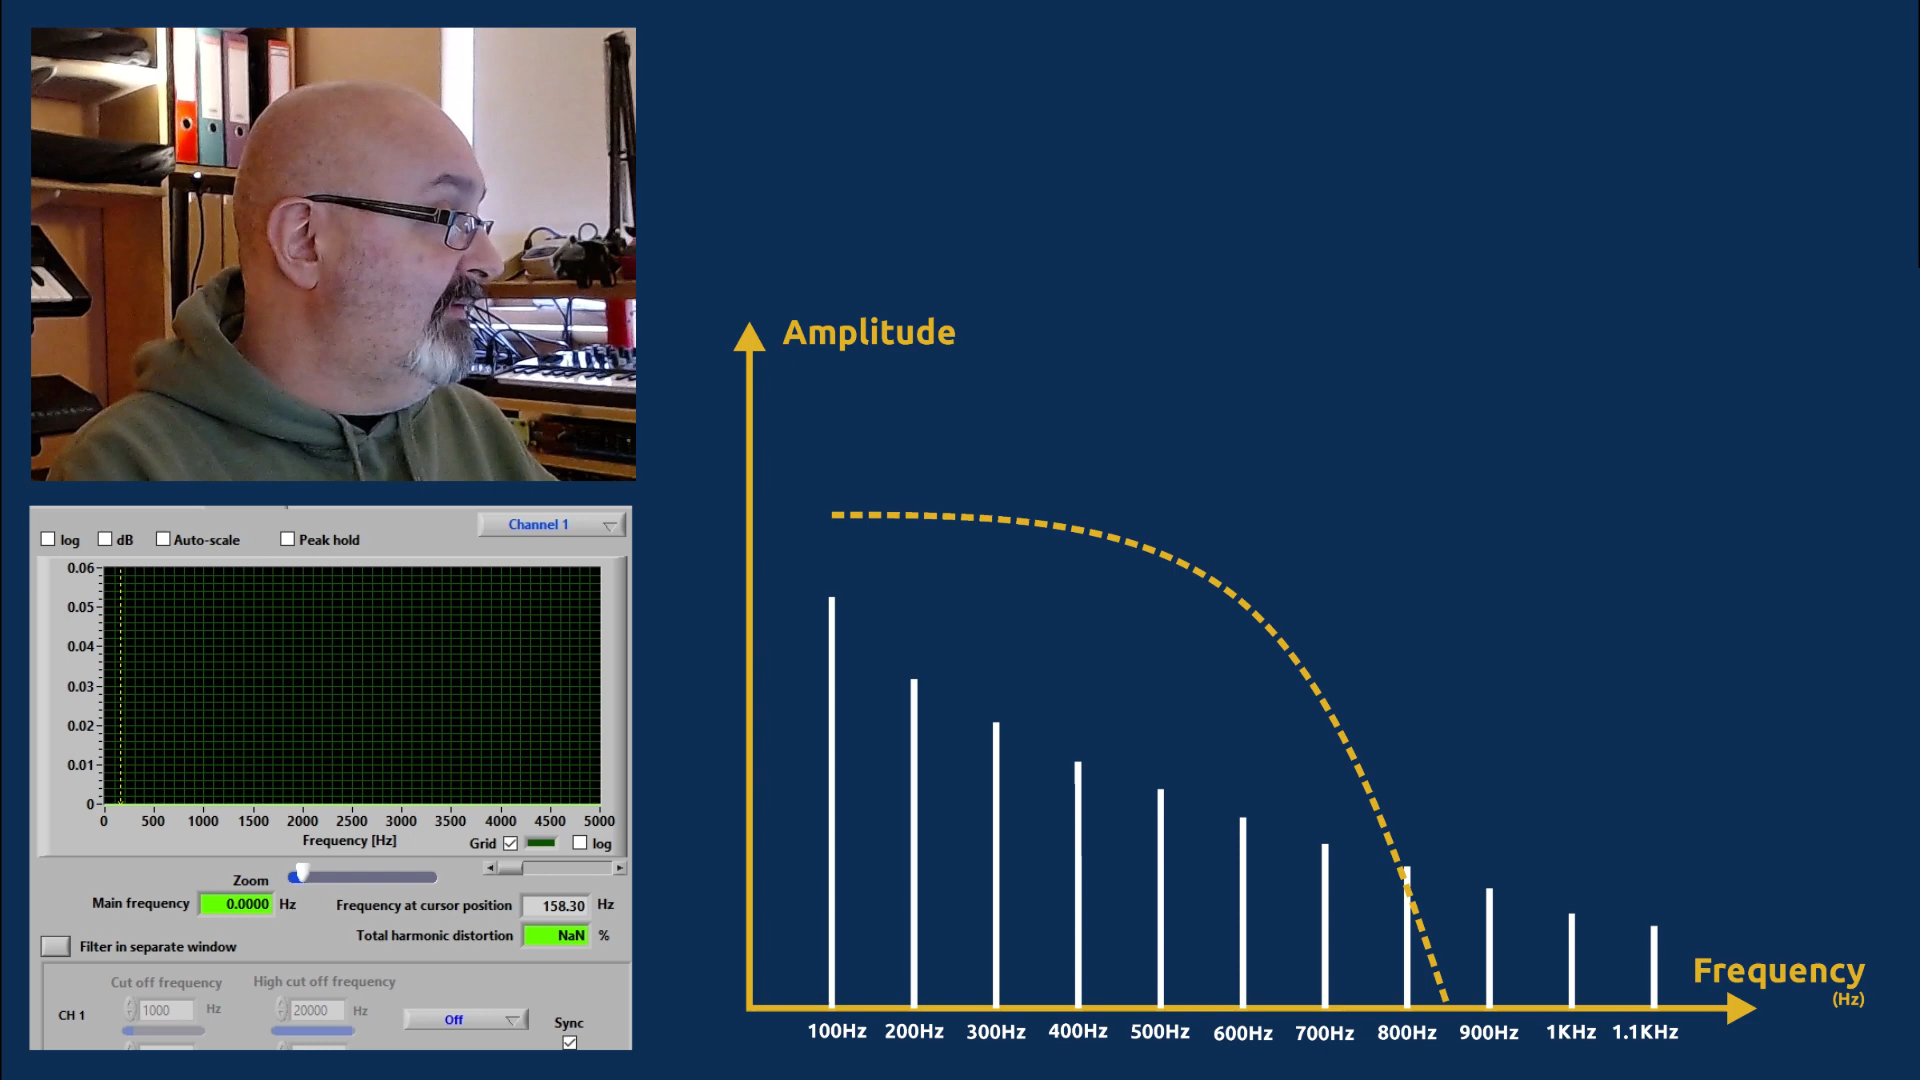 Channel 1
log dB Auto-scale Peak hold
0.06
0.05
0.04
0.03
0.02
0.01
0
0 500 1000 1500 2000 2500 3000 3500 4000 4500 5000
Frequency [Hz]
Grid log
Zoom
Main frequency 0.0000 Hz
Frequency at cursor position 158.30 Hz
Total harmonic distortion NaN %
Filter in separate window
Cut off frequency High cut off frequency
CH 1 1000 Hz 20000 Hz Off Sync
Amplitude
Frequency
(Hz)
100Hz 200Hz 300Hz 400Hz 500Hz 600Hz 700Hz 800Hz 900Hz 1KHz 1.1KHz